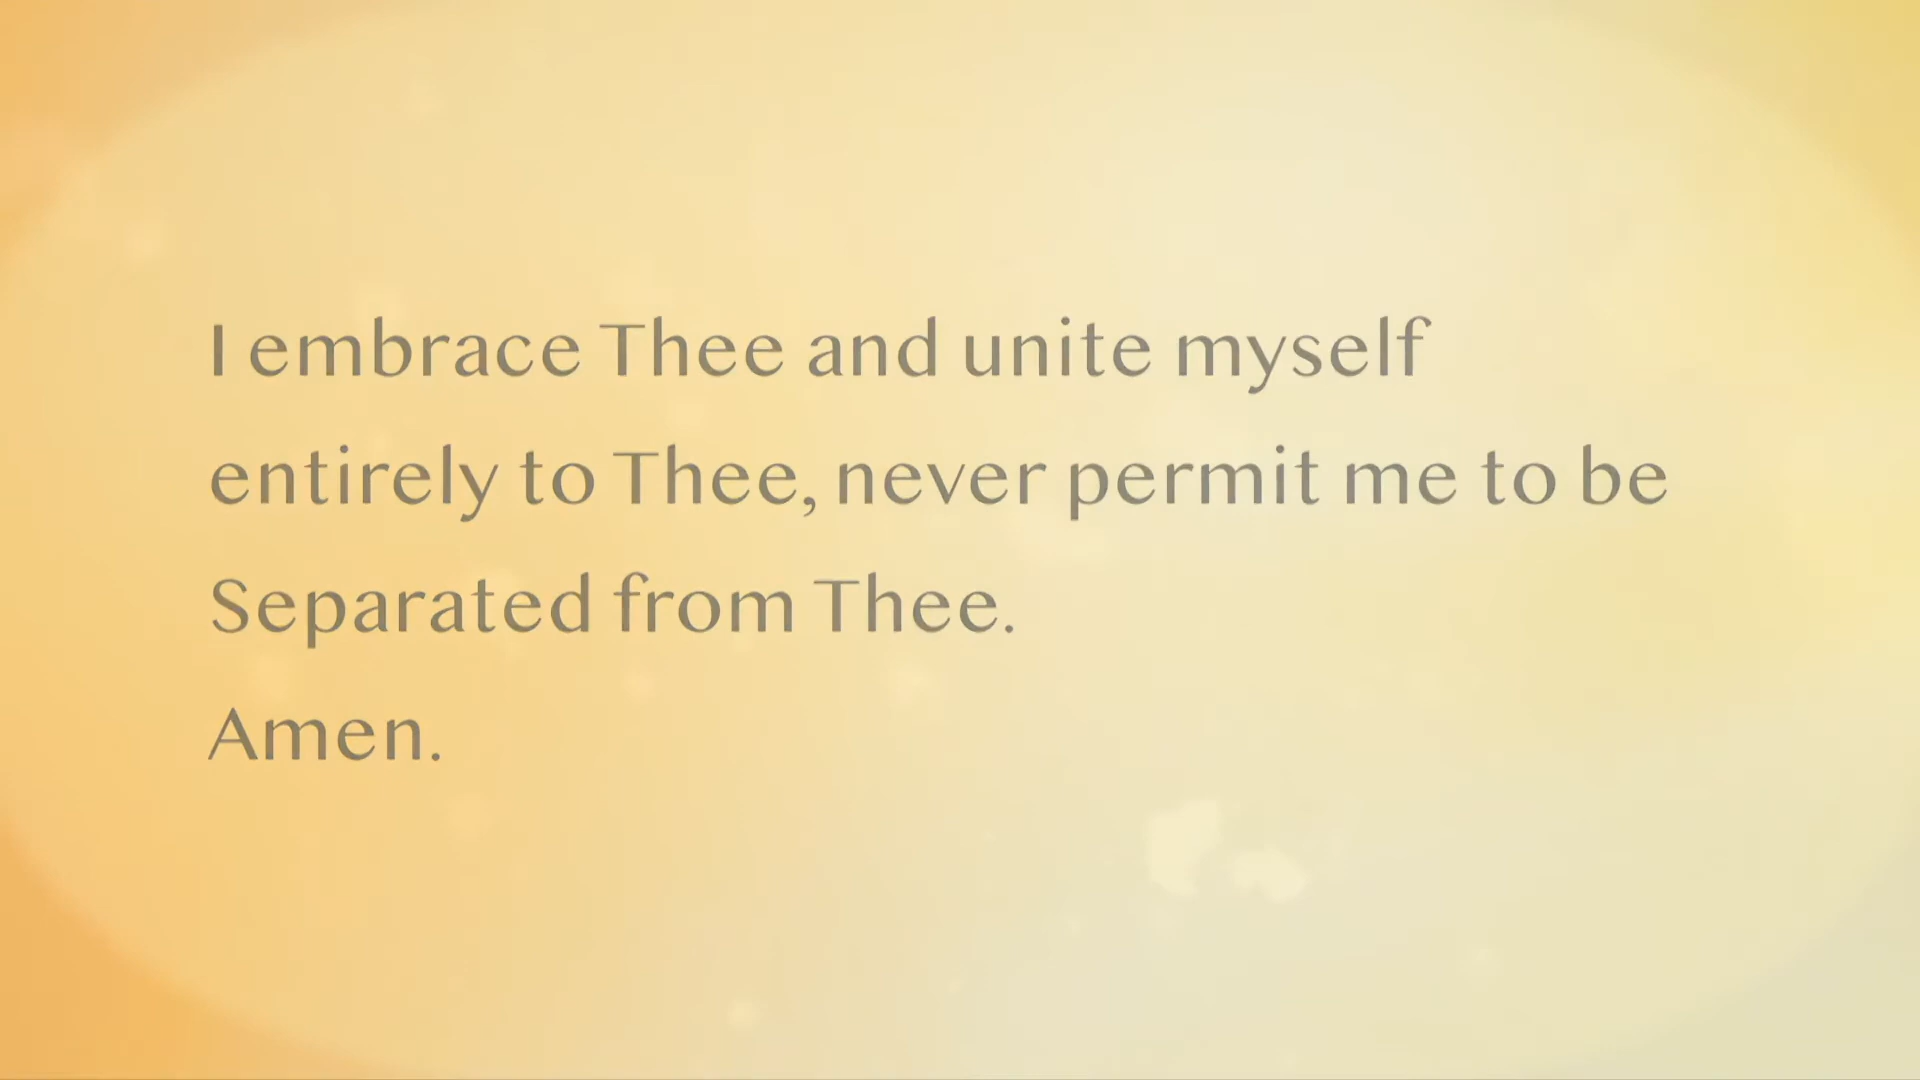 I embrace Thee and unite myself
entirely to Thee, never permit me to be
Separated from Thee.
Amen.